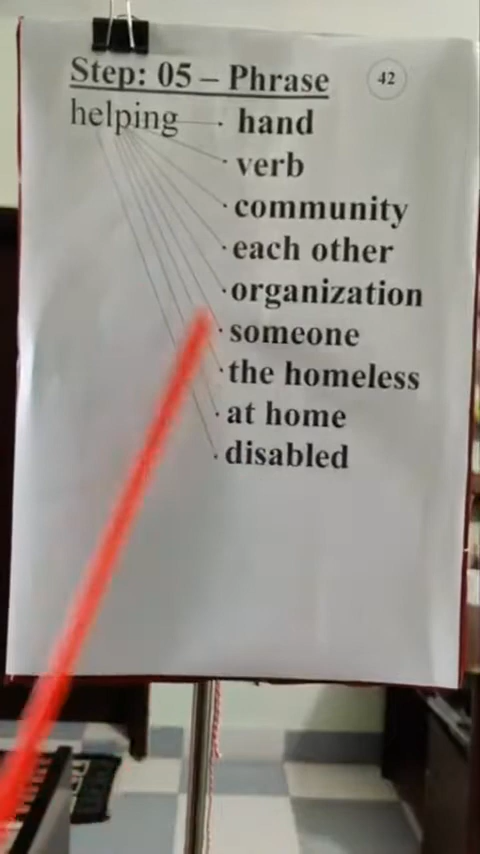 Step: 05 – Phrase
42
helping hand
verb
community
each other
organization
someone
the homeless
at home
disabled